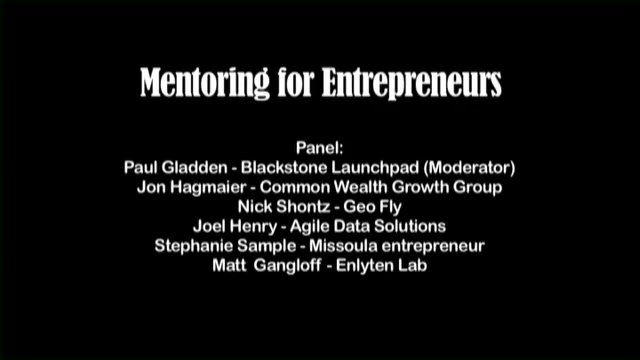 Mentoring for Entrepreneurs
Panel:
Paul Gladden - Blackstone Launchpad (Moderator)
Jon Hagmaier - Common Wealth Growth Group
Nick Shontz - Geo Fly
Joel Henry - Agile Data Solutions
Stephanie Sample - Missoula entrepreneur
Matt  Gangloff - Enlyten Lab